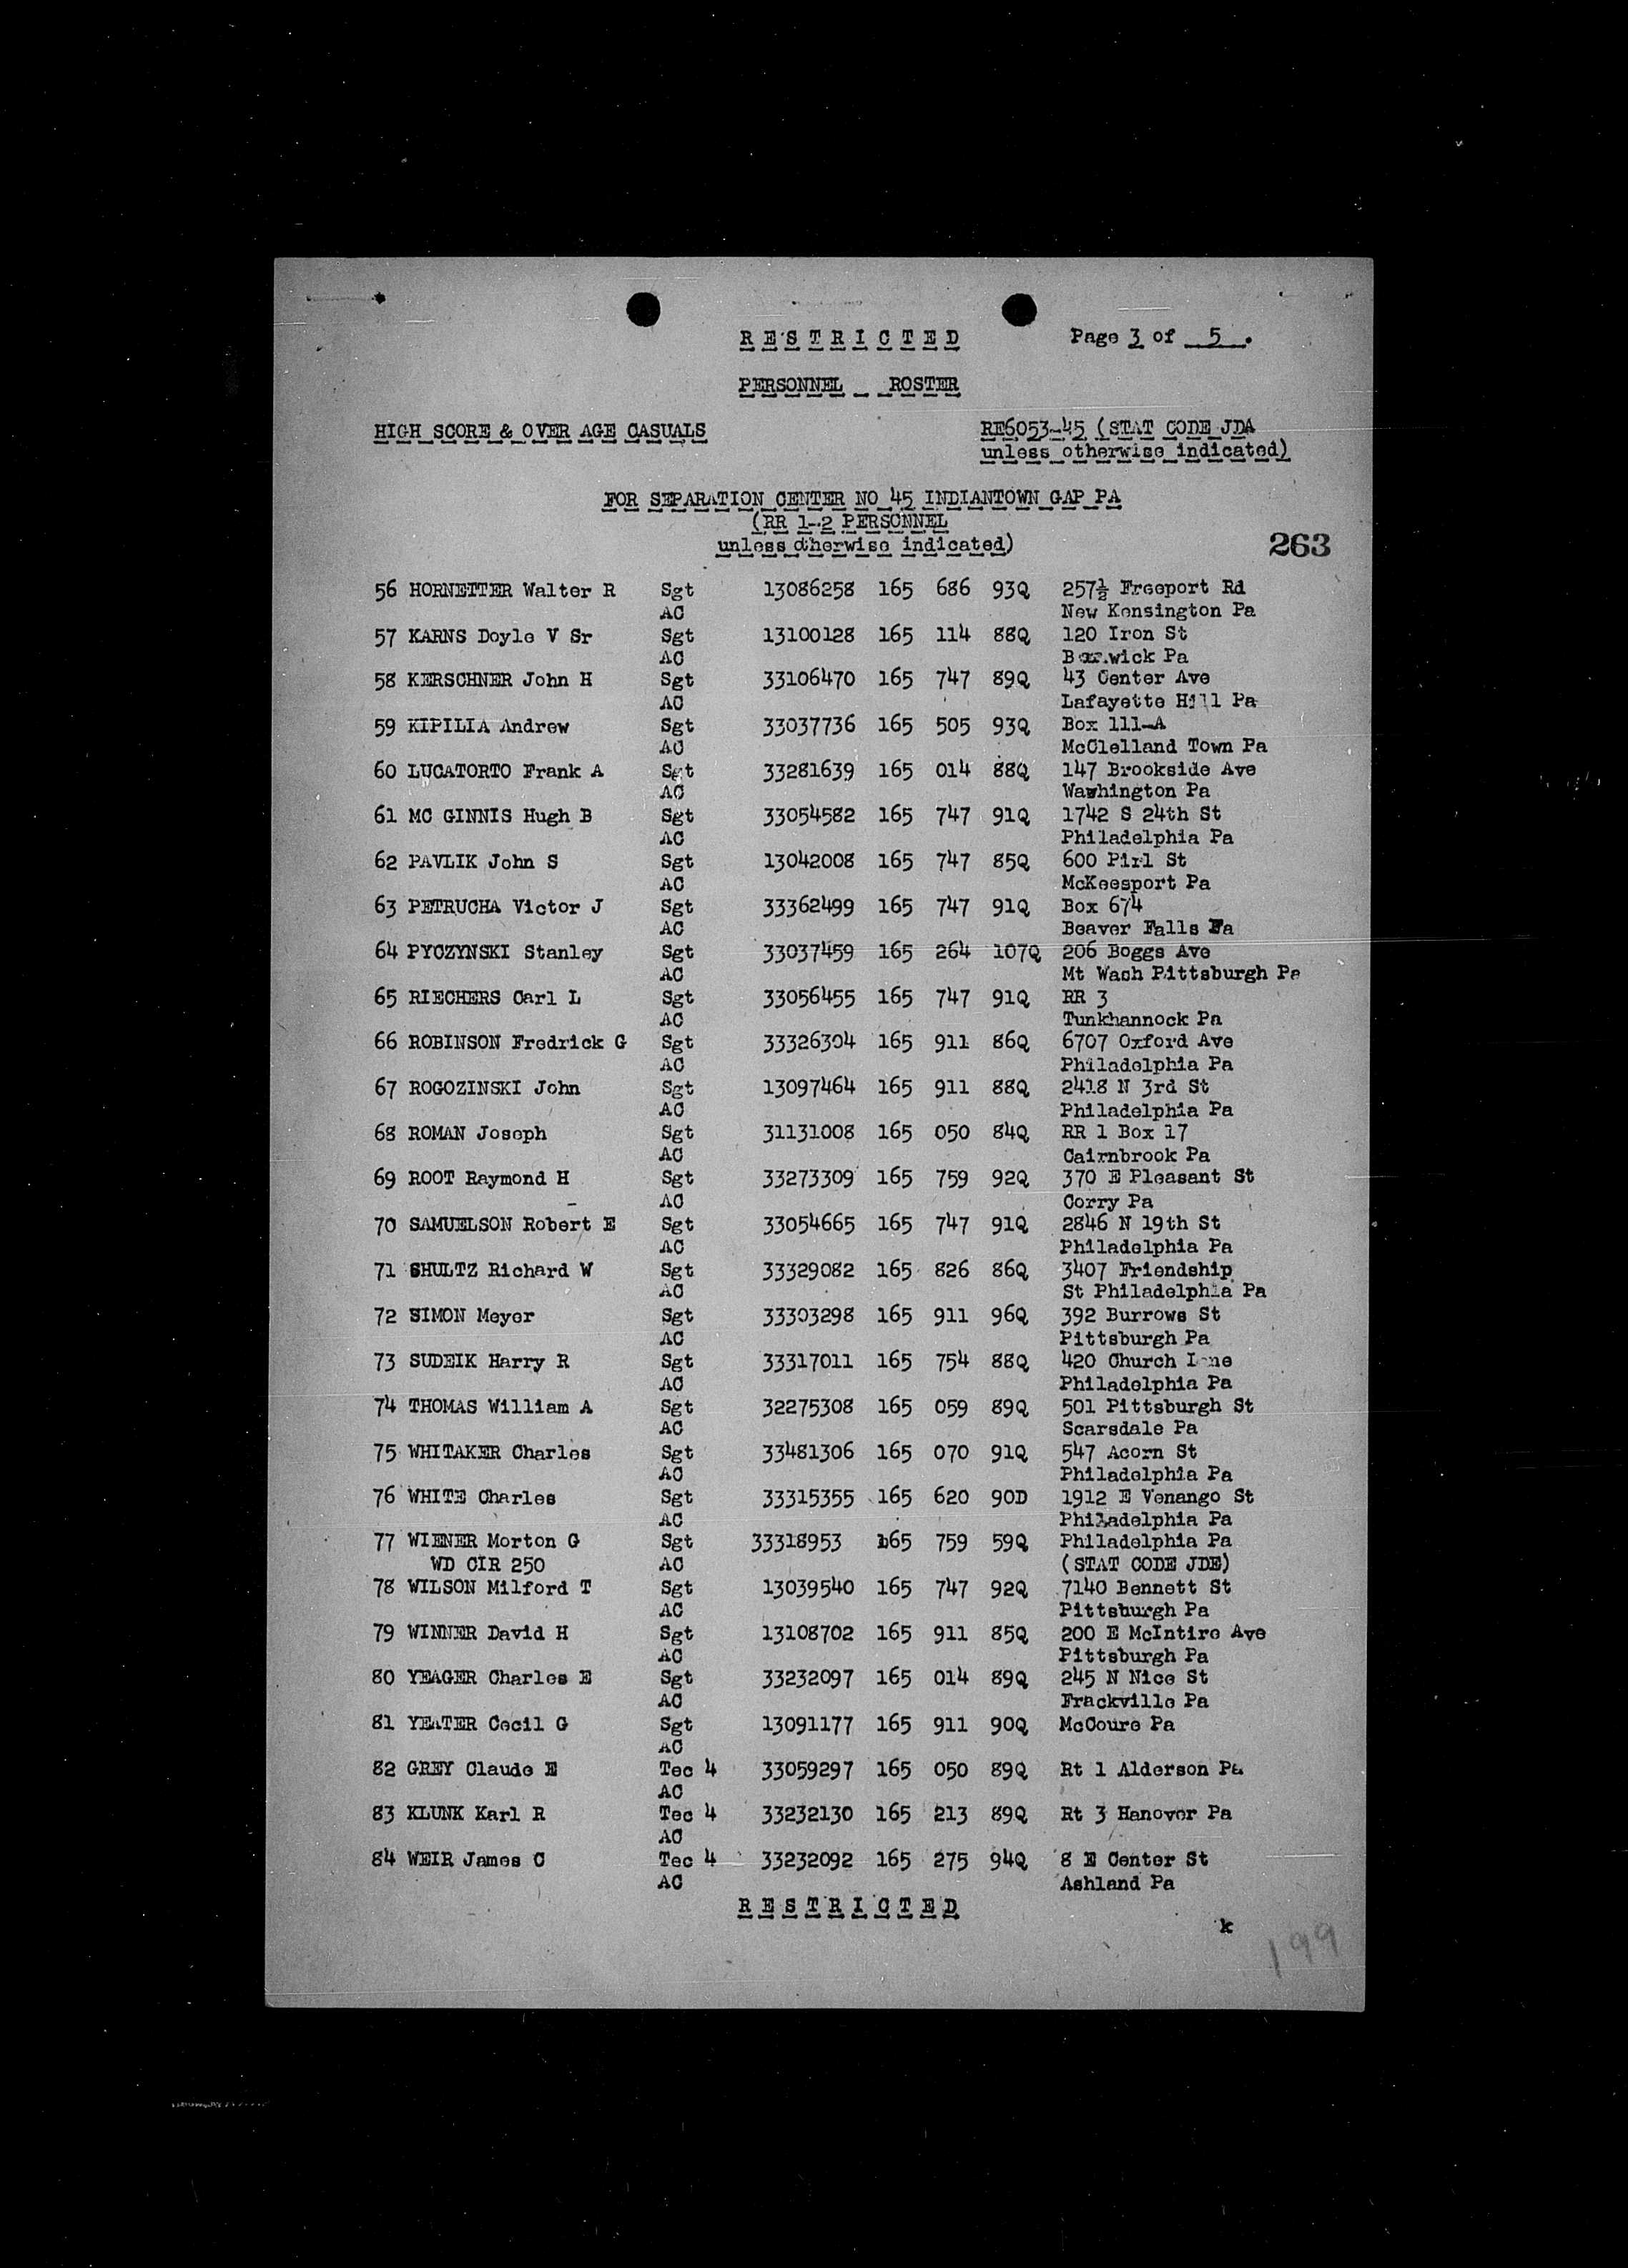 RESTRICTED Page 3 of 5.
PERSONNEL ROSTER
HIGH SCORE & OVER AGE CASUALS RE6053-45 (STAT CODE JDA
unless otherwise indicated)
FOR SEPARATION CENTER NO 45 INDIANTOWN GAP PA
(RR 1-2 PERSONNEL
unless otherwise indicated)
263
56 HORNETTER Walter R Sgt 13086258 165 686 93Q 257½ Freeport Rd
AC New Kensington Pa
57 KARNS Doyle V Sr Sgt 13100128 165 114 88Q 120 Iron St
AC Pa
58 KERSCHNER John H Sgt 33106470 165 747 89Q 43 Center Ave
AC Lafayette Hill Pa
59 KIPILIA Andrew Sgt 33037736 165 505 93Q Box 111-A
AC McClelland Town Pa
60 LUCATORTO Frank A Sgt 33281639 165 014 88Q 147 Brookside Ave
AC Washington Pa
61 MC GINNIS Hugh B Sgt 33054582 165 747 91Q 1742 S 24th St
AC Philadelphia Pa
62 PAVLIK John S Sgt 13042008 165 747 85Q 600 Pirl St
AC McKeesport Pa
63 PETRUCHA Victor J Sgt 33362499 165 747 91Q Box 674
AC Beaver Falls Pa
64 PYCZYNSKI Stanley Sgt 33037459 165 264 107Q 206 Boggs Ave
AC Mt Wash Pittsburgh Pa
65 RIECHERS Carl L Sgt 33056455 165 747 91Q RR 3
AC Tunkhannock Pa
66 ROBINSON Fredrick G Sgt 33326304 165 911 86Q 6707 Oxford Ave
AC Philadelphia Pa
67 ROGOZINSKI John Sgt 13097464 165 911 88Q 2418 N 3rd St
AC Philadelphia Pa
68 ROMAN Joseph Sgt 31131008 165 050 84Q RR 1 Box 17
AC Cairnbrook Pa
69 ROOT Raymond H Sgt 33273309 165 759 92Q 370 E Pleasant St
AC Corry Pa
70 SAMUELSON Robert E Sgt 33054665 165 747 91Q 2846 N 19th St
AC Philadelphia Pa
71 SHULTZ Richard W Sgt 33329082 165 826 86Q 3407 Friendship
AC St Philadelphia Pa
72 SIMON Meyer Sgt 33303298 165 911 96Q 392 Burrows St
AC Pittsburgh Pa
73 SUDEIK Harry R Sgt 33317011 165 754 88Q 420 Church Lane
AC Philadelphia Pa
74 THOMAS William A Sgt 32275308 165 059 89Q 501 Pittsburgh St
AC Scarsdale Pa
75 WHITAKER Charles Sgt 33481306 165 070 91Q 547 Acorn St
AC Philadelphia Pa
76 WHITE Charles Sgt 33315355 165 620 90D 1912 E Venango St
AC Philadelphia Pa
77 WIENER Morton G Sgt 33318953 165 759 59Q Philadelphia Pa
WD CIR 250 AC (STAT CODE JDE)
78 WILSON Milford T Sgt 13039540 165 747 92Q 7140 Bennett St
AC Pittsburgh Pa
79 WINNER David H Sgt 13108702 165 911 85Q 200 E McIntire Ave
AC Pittsburgh Pa
80 YEAGER Charles E Sgt 33232097 165 014 89Q 245 N Nice St
AC Frackville Pa
81 YEATER Cecil G Sgt 13091177 165 911 90Q McCoure Pa
AC
82 GREY Claude E Tec 4 33059297 165 050 89Q Rt 1 Alderson Pa
AC
83 KLUNK Karl R Tec 4 33232130 165 213 89Q Rt 3 Hanover Pa
AC
84 WEIR James C Tec 4 33232092 165 275 94Q 8 E Center St
AC Ashland Pa
RESTRICTED
k
199